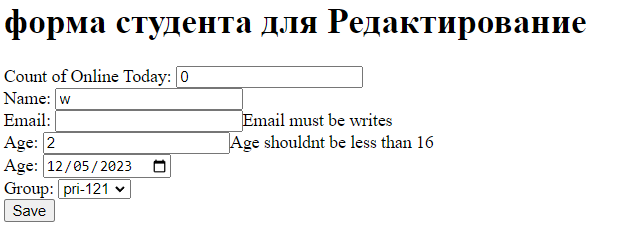 форма студента для Редактирование
Count of Online Today: 0
Name: w
Email: Email must be writes
Age: 2 Age shouldnt be less than 16
Age: 12/05/2023
Group: pri-121
Save